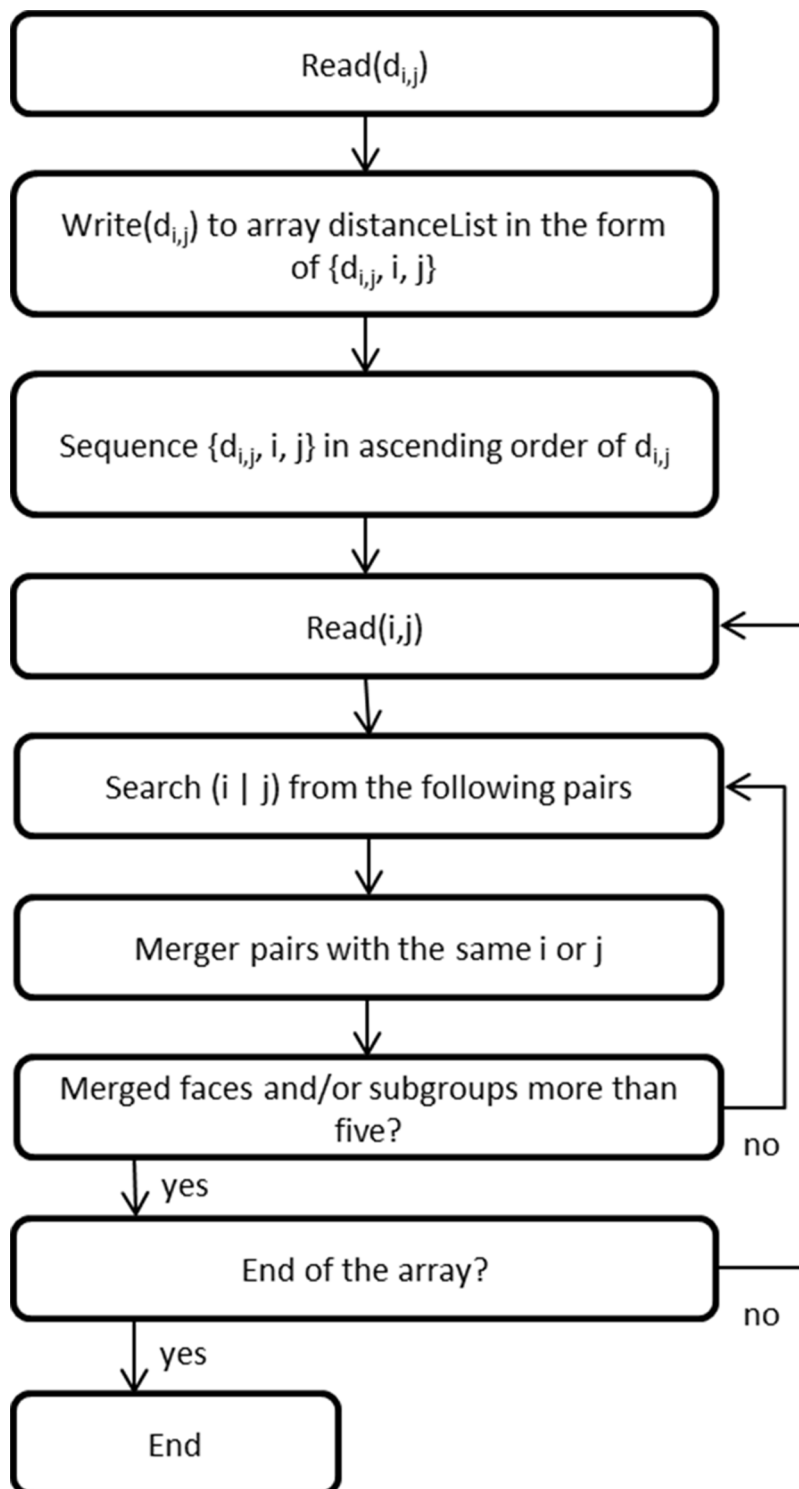 Read(di,j)
Write(di,j) to array distanceList in the form
of {di,j, i, j}
Sequence {di,j, i, j} in ascending order of di,j
Read(i,j)
Search (i | j) from the following pairs
Merger pairs with the same i or j
Merged faces and/or subgroups more than
five?
no
yes
End of the array?
no
yes
End